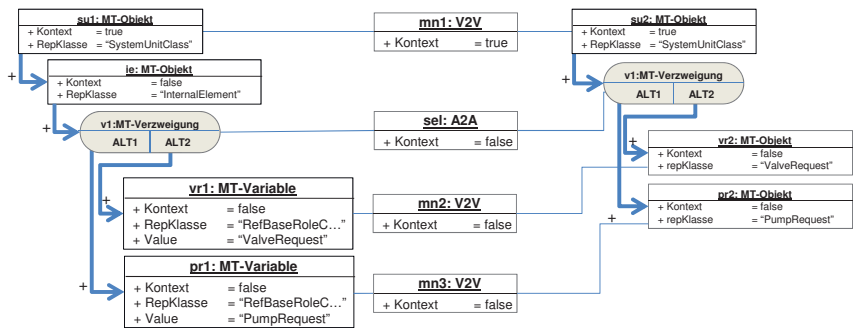 su1: MT-Objekt
+ Kontext = true
+ RepKlasse = “SystemUnitClass”
mn1: V2V
+ Kontext = true
su2: MT-Objekt
+ Kontext = true
+ RepKlasse = “SystemUnitClass”
+
ie: MT-Objekt
+ Kontext = false
+ RepKlasse = “InternalElement”
+
v1:MT-Verzweigung
ALT1 ALT2
+
v1:MT-Verzweigung
ALT1 ALT2
sel: A2A
+ Kontext = false
+
vr2: MT-Objekt
+ Kontext = false
+ repKlasse = “ValveRequest”
+
vr1: MT-Variable
+ Kontext = false
+ RepKlasse = “RefBaseRoleC…”
+ Value = “ValveRequest”
mn2: V2V
+ Kontext = false
+
pr2: MT-Objekt
+ Kontext = false
+ repKlasse = “PumpRequest”
+
pr1: MT-Variable
+ Kontext = false
+ RepKlasse = “RefBaseRoleC…”
+ Value = “PumpRequest”
mn3: V2V
+ Kontext = false